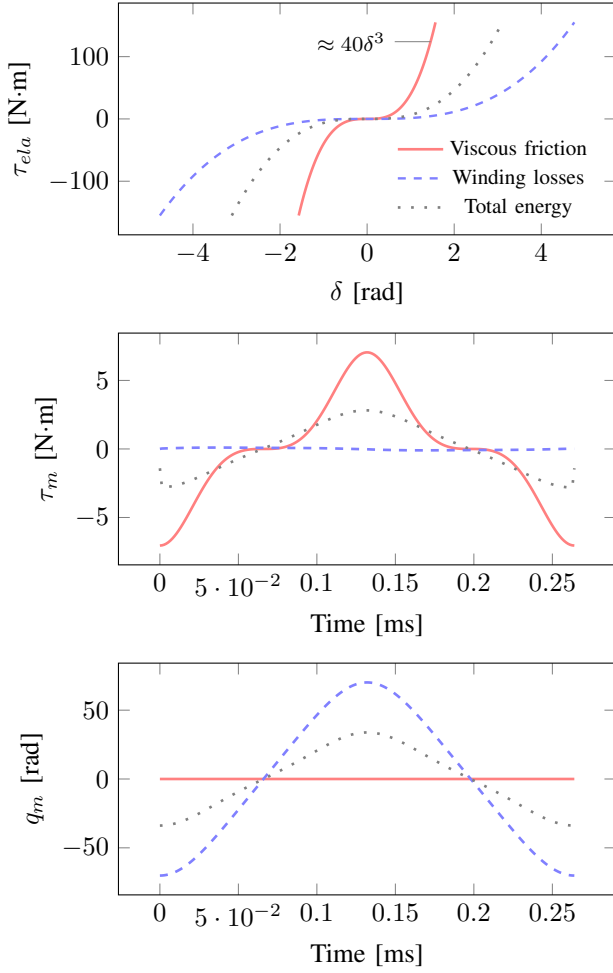 ≈ 40δ³
100
0
−100
τela [N·m]
Viscous friction
Winding losses
Total energy
−4 −2 0 2 4
δ [rad]
5
0
−5
τm [N·m]
0 5 · 10⁻² 0.1 0.15 0.2 0.25
Time [ms]
50
0
−50
qm [rad]
0 5 · 10⁻² 0.1 0.15 0.2 0.25
Time [ms]